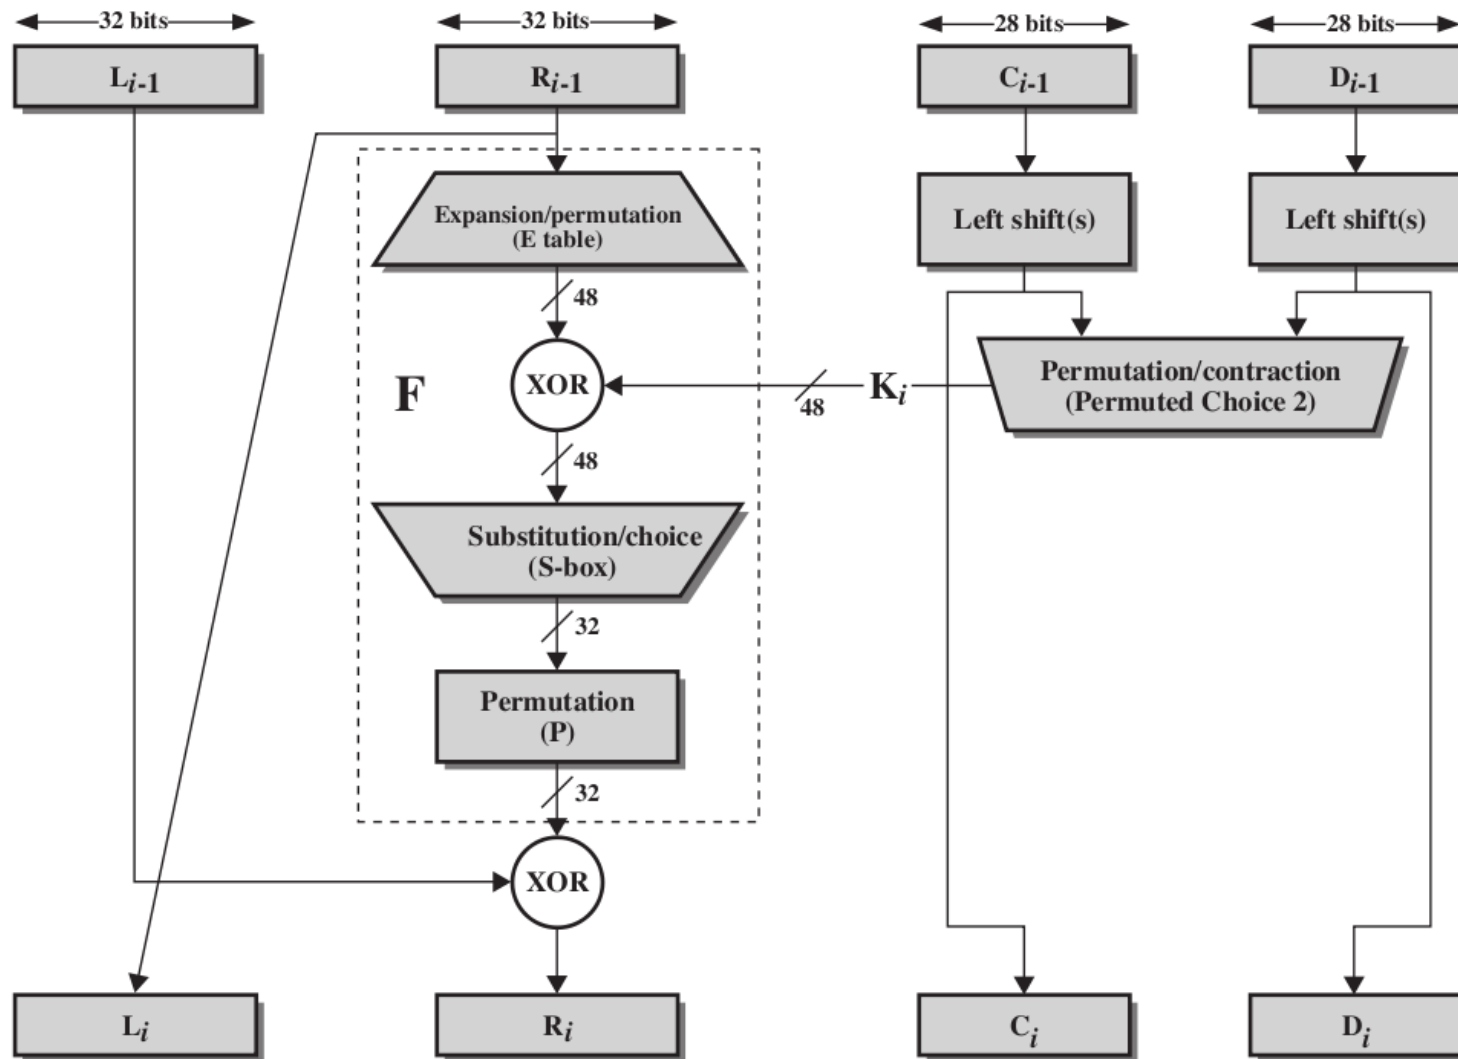 32 bits
32 bits
28 bits
28 bits
Li-1
Ri-1
Ci-1
Di-1
Expansion/permutation
(E table)
Left shift(s)
Left shift(s)
48
F
XOR
48
Ki
Permutation/contraction
(Permuted Choice 2)
48
Substitution/choice
(S-box)
32
Permutation
(P)
32
XOR
Li
Ri
Ci
Di